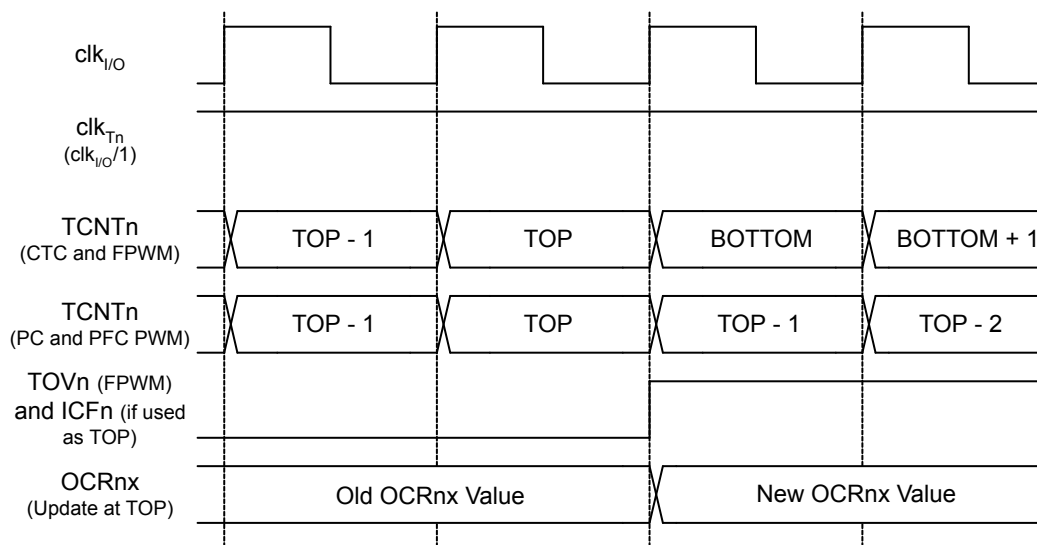 clkI/O
clkTn
(clkI/O/1)
TCNTn
(CTC and FPWM)
TOP - 1
TOP
BOTTOM
BOTTOM + 1
TCNTn
(PC and PFC PWM)
TOP - 1
TOP
TOP - 1
TOP - 2
TOVn (FPWM)
and ICFn (if used
as TOP)
OCRnx
(Update at TOP)
Old OCRnx Value
New OCRnx Value